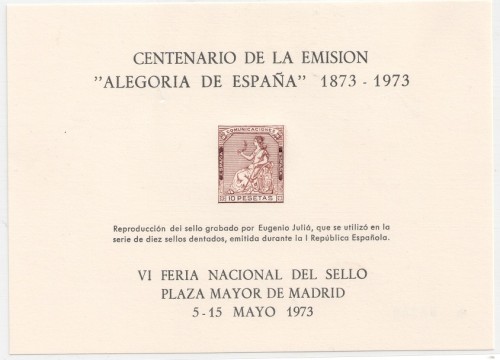 CENTENARIO DE LA EMISION
"ALEGORIA DE ESPAÑA" 1873 - 1973
COMUNICACIONES
ESPAÑA
10 PESETAS
Reproducción del sello grabado por Eugenio Juliá, que se utilizó en la
serie de diez sellos dentados, emitida durante la I República Española.
VI FERIA NACIONAL DEL SELLO
PLAZA MAYOR DE MADRID
5 - 15 MAYO 1973